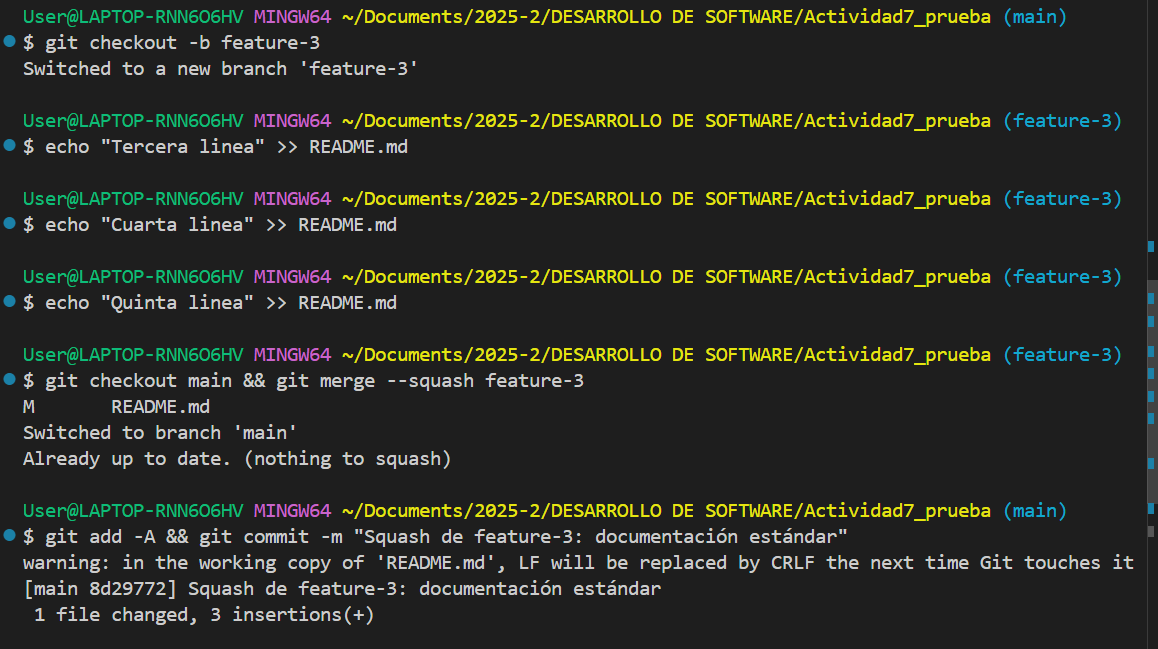 User@LAPTOP-RNN6O6HV MINGW64 ~/Documents/2025-2/DESARROLLO DE SOFTWARE/Actividad7_prueba (main)
$ git checkout -b feature-3
Switched to a new branch 'feature-3'
User@LAPTOP-RNN6O6HV MINGW64 ~/Documents/2025-2/DESARROLLO DE SOFTWARE/Actividad7_prueba (feature-3)
$ echo "Tercera linea" >> README.md
User@LAPTOP-RNN6O6HV MINGW64 ~/Documents/2025-2/DESARROLLO DE SOFTWARE/Actividad7_prueba (feature-3)
$ echo "Cuarta linea" >> README.md
User@LAPTOP-RNN6O6HV MINGW64 ~/Documents/2025-2/DESARROLLO DE SOFTWARE/Actividad7_prueba (feature-3)
$ echo "Quinta linea" >> README.md
User@LAPTOP-RNN6O6HV MINGW64 ~/Documents/2025-2/DESARROLLO DE SOFTWARE/Actividad7_prueba (feature-3)
$ git checkout main && git merge --squash feature-3
M       README.md
Switched to branch 'main'
Already up to date. (nothing to squash)
User@LAPTOP-RNN6O6HV MINGW64 ~/Documents/2025-2/DESARROLLO DE SOFTWARE/Actividad7_prueba (main)
$ git add -A && git commit -m "Squash de feature-3: documentación estándar"
warning: in the working copy of 'README.md', LF will be replaced by CRLF the next time Git touches it
[main 8d29772] Squash de feature-3: documentación estándar
 1 file changed, 3 insertions(+)